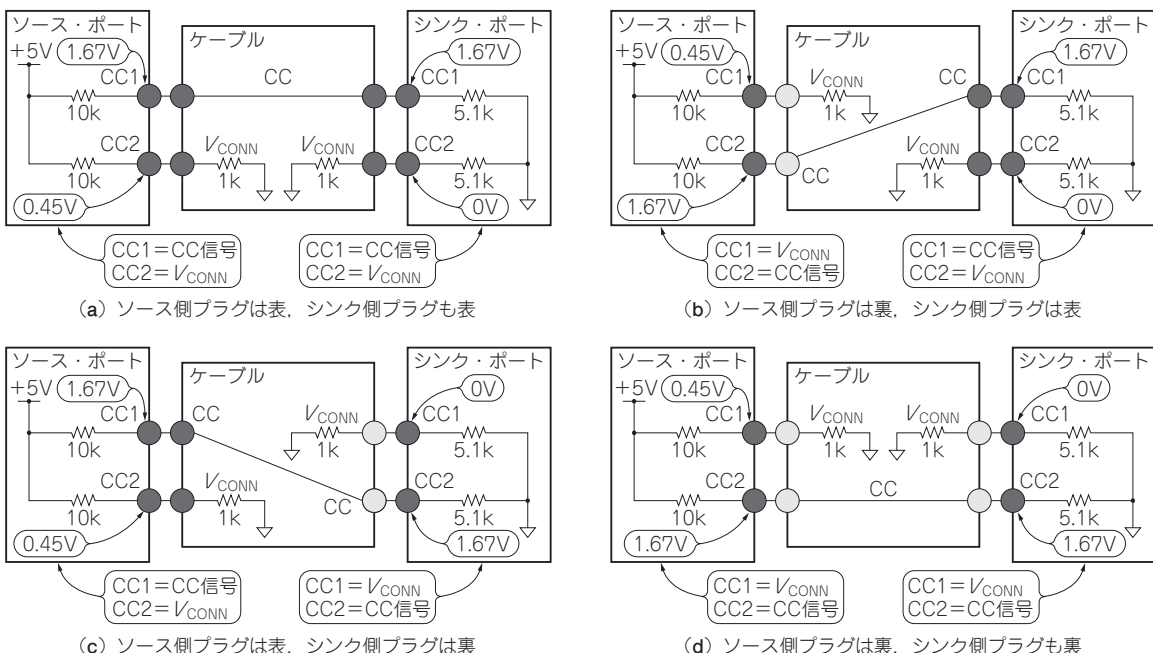 ソース・ポート
+5V
1.67V
CC1
10k
CC2
10k
0.45V
ケーブル
CC
VCONN
1k
VCONN
1k
シンク・ポート
1.67V
CC1
5.1k
CC2
5.1k
0V
CC1=CC信号
CC2=VCONN
CC1=CC信号
CC2=VCONN
(a) ソース側プラグは表，シンク側プラグも表
ソース・ポート
+5V
0.45V
CC1
10k
CC2
10k
1.67V
ケーブル
VCONN
1k
CC
CC
VCONN
1k
シンク・ポート
1.67V
CC1
5.1k
CC2
5.1k
0V
CC1=VCONN
CC2=CC信号
CC1=CC信号
CC2=VCONN
(b) ソース側プラグは裏，シンク側プラグは表
ソース・ポート
+5V
1.67V
CC1
10k
CC2
10k
0.45V
ケーブル
CC
VCONN
1k
VCONN
1k
CC
シンク・ポート
0V
CC1
5.1k
CC2
5.1k
1.67V
CC1=CC信号
CC2=VCONN
CC1=VCONN
CC2=CC信号
(c) ソース側プラグは表，シンク側プラグは裏
ソース・ポート
+5V
0.45V
CC1
10k
CC2
10k
1.67V
ケーブル
VCONN
1k
VCONN
1k
CC
シンク・ポート
0V
CC1
5.1k
CC2
5.1k
1.67V
CC1=VCONN
CC2=CC信号
CC1=VCONN
CC2=CC信号
(d) ソース側プラグは裏，シンク側プラグも裏